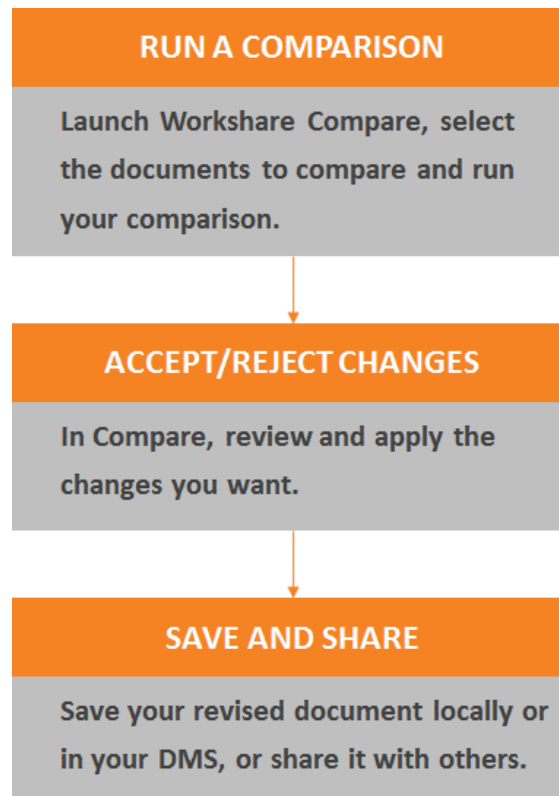 RUN A COMPARISON
Launch Workshare Compare, select
the documents to compare and run
your comparison.
ACCEPT/REJECT CHANGES
In Compare, review and apply the
changes you want.
SAVE AND SHARE
Save your revised document locally or
in your DMS, or share it with others.